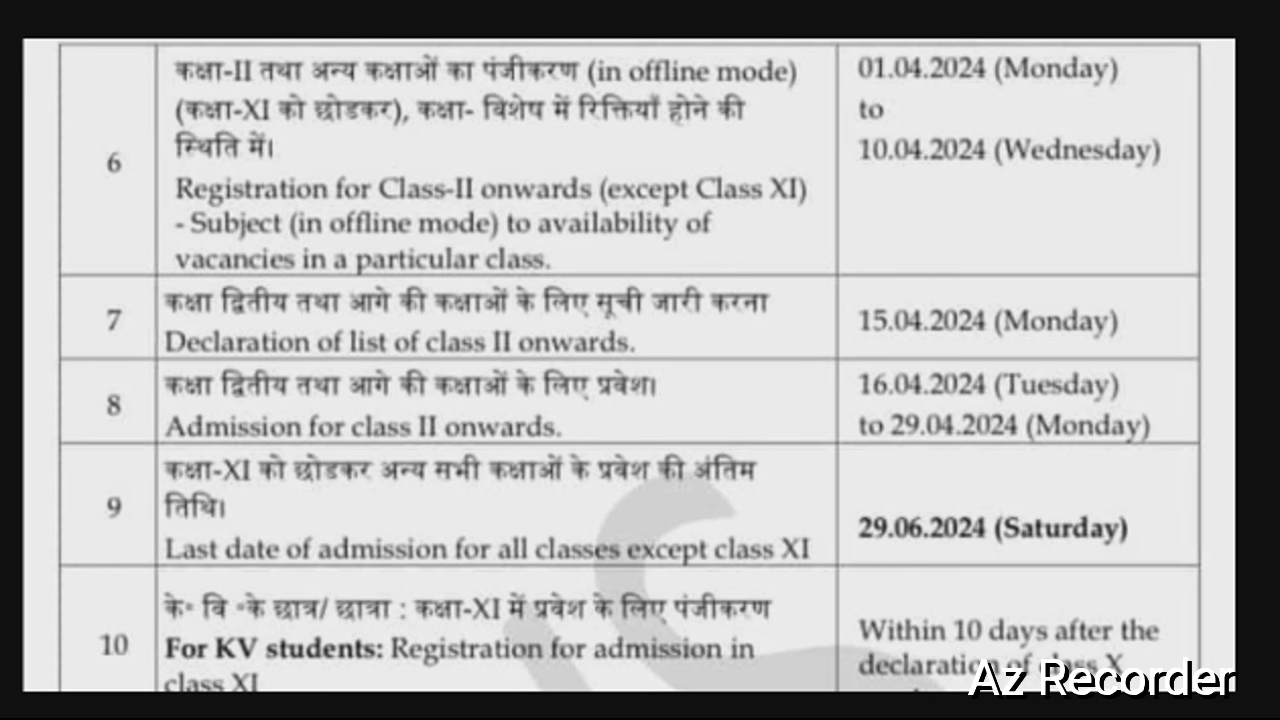 6
कक्षा-II तथा अन्य कक्षाओं का पंजीकरण (in offline mode)
(कक्षा-XI को छोडकर), कक्षा- विशेष में रिक्तियाँ होने की
स्थिति में।
Registration for Class-II onwards (except Class XI)
- Subject (in offline mode) to availability of
vacancies in a particular class.
01.04.2024 (Monday)
to
10.04.2024 (Wednesday)
7
कक्षा द्वितीय तथा आगे की कक्षाओं के लिए सूची जारी करना
Declaration of list of class II onwards.
15.04.2024 (Monday)
8
कक्षा द्वितीय तथा आगे की कक्षाओं के लिए प्रवेश।
Admission for class II onwards.
16.04.2024 (Tuesday)
to 29.04.2024 (Monday)
9
कक्षा-XI को छोडकर अन्य सभी कक्षाओं के प्रवेश की अंतिम
तिथि।
Last date of admission for all classes except class XI
29.06.2024 (Saturday)
10
के॰ वि ॰के छात्र/ छात्रा : कक्षा-XI में प्रवेश के लिए पंजीकरण
For KV students: Registration for admission in
class XI
Within 10 days after the
declaration of class X
Az Recorder